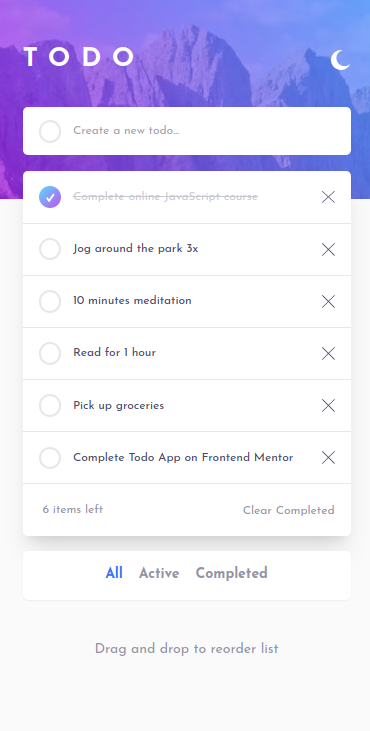 TODO
Create a new todo...
Complete online JavaScript course
Jog around the park 3x
10 minutes meditation
Read for 1 hour
Pick up groceries
Complete Todo App on Frontend Mentor
6 items left Clear Completed
All Active Completed
Drag and drop to reorder list